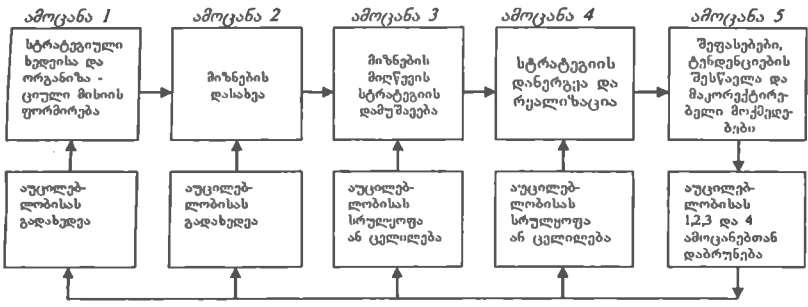 ამოცანა 1
სტრატეგიული
ხედვისა და
ორგანიზა -
ციული მისიის
ფორმირება
ამოცანა 2
მიზნების
დასახვა
ამოცანა 3
მიზნების
მიღწევის
სტრატეგიის
დამუშავება
ამოცანა 4
სტრატეგიის
დანერგვა და
რეალიზაცია
ამოცანა 5
შეფასებები,
ტენდენციების
შესწავლა და
მაკორექტირე-
ბელი მოქმედე-
ბები
აუცილებ-
ლობისას
გადახედვა
აუცილებ-
ლობისას
გადახედვა
აუცილებ-
ლობისას
სრულყოფა
ან ცვლილება
აუცილებ-
ლობისას
სრულყოფა
ან ცვლილება
აუცილებ-
ლობისას
1,2,3 და 4
ამოცანებთან
დაბრუნება